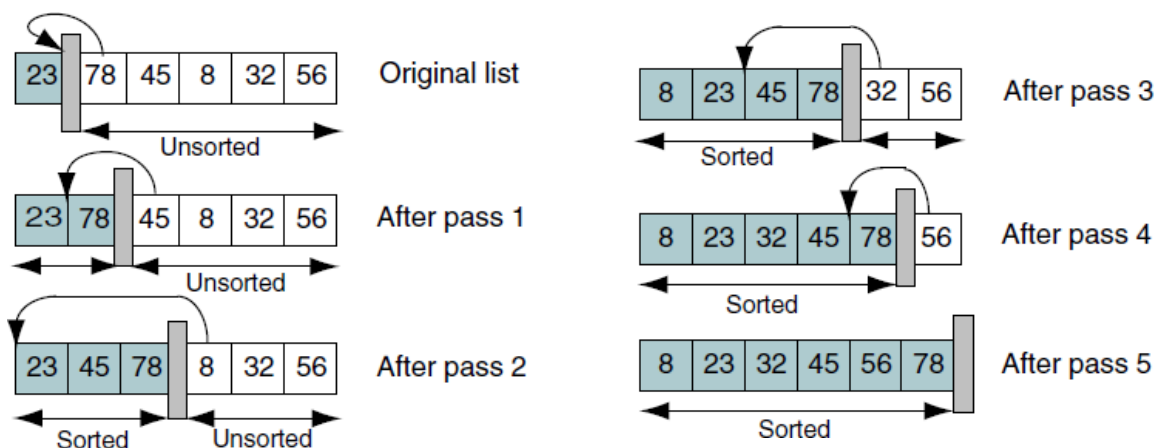 23 78 45 8 32 56 Original list
Unsorted
23 78 45 8 32 56 After pass 1
Unsorted
23 45 78 8 32 56 After pass 2
Sorted Unsorted
8 23 45 78 32 56 After pass 3
Sorted
8 23 32 45 78 56 After pass 4
Sorted
8 23 32 45 56 78 After pass 5
Sorted